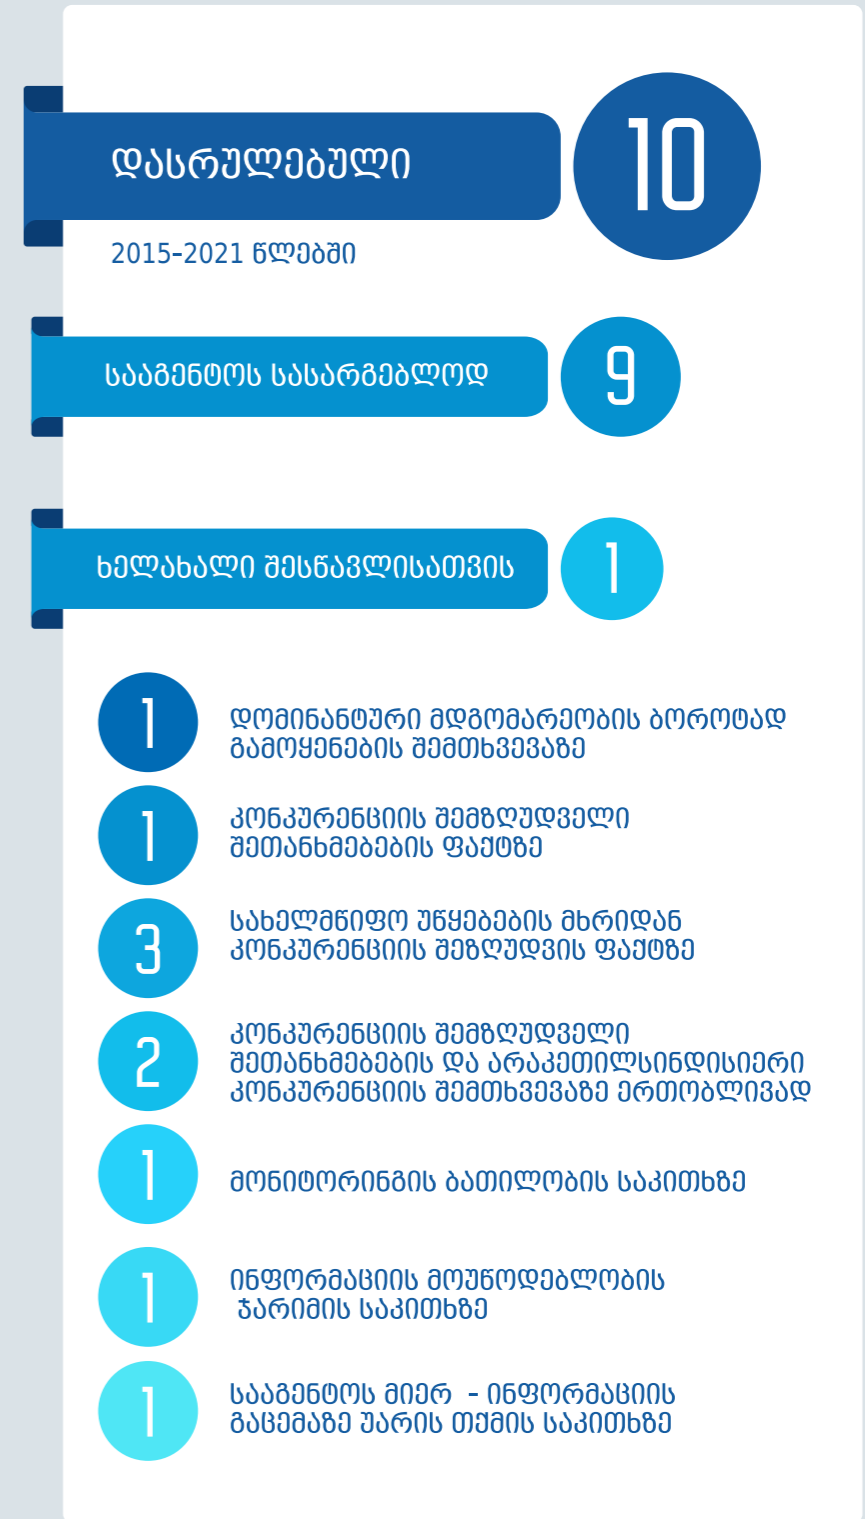 დასრულებული
10
2015-2021 წლებში
სააგენტოს სასარგებლოდ
9
ხელახალი შესწავლისათვის
1
1
დომინანტური მდგომარეობის ბოროტად
გამოყენების შემთხვევაზე
1
კონკურენციის შემზღუდველი
შეთანხმებების ფაქტზე
3
სახელმწიფო უწყებების მხრიდან
კონკურენციის შეზღუდვის ფაქტზე
2
კონკურენციის შემზღუდველი
შეთანხმებების და არაკეთილსინდისიერი
კონკურენციის შემთხვევაზე ერთობლივად
1
მონიტორინგის ბათილობის საკითხზე
1
ინფორმაციის მოუწოდებლობის
ჯარიმის საკითხზე
1
სააგენტოს მიერ - ინფორმაციის
გაცემაზე უარის თქმის საკითხზე